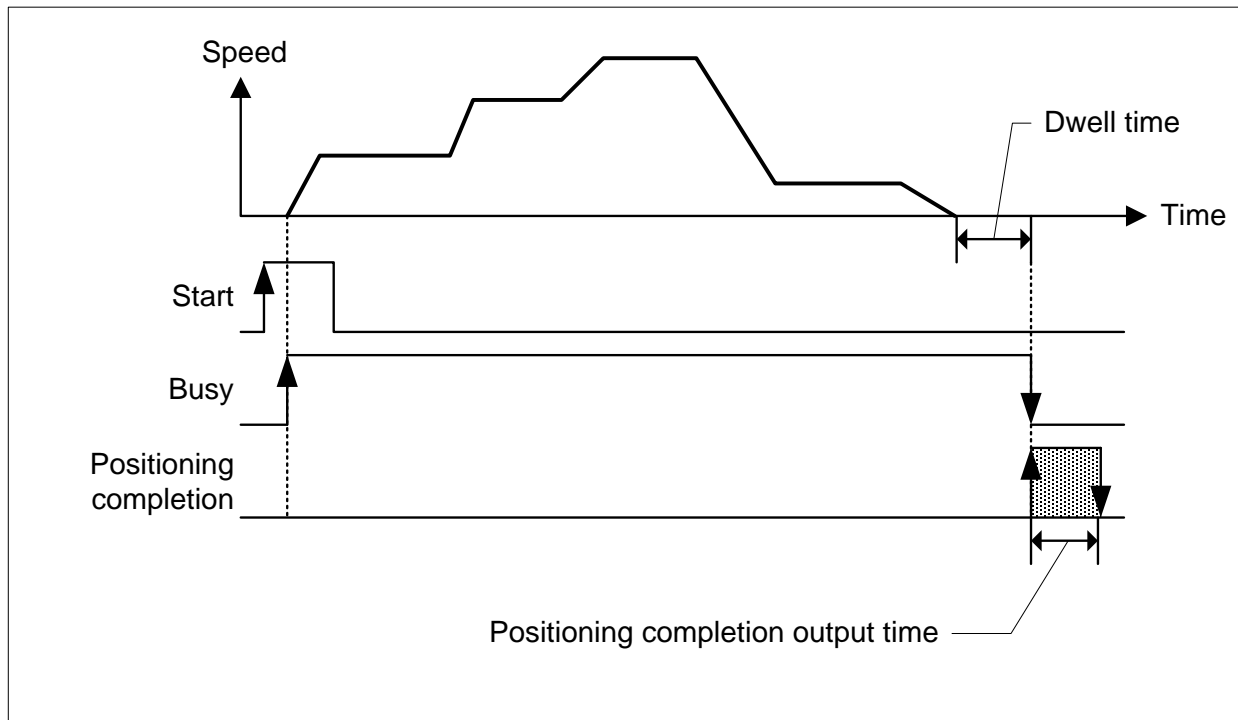 Speed
Dwell time
Time
Start
Busy
Positioning
completion
Positioning completion output time